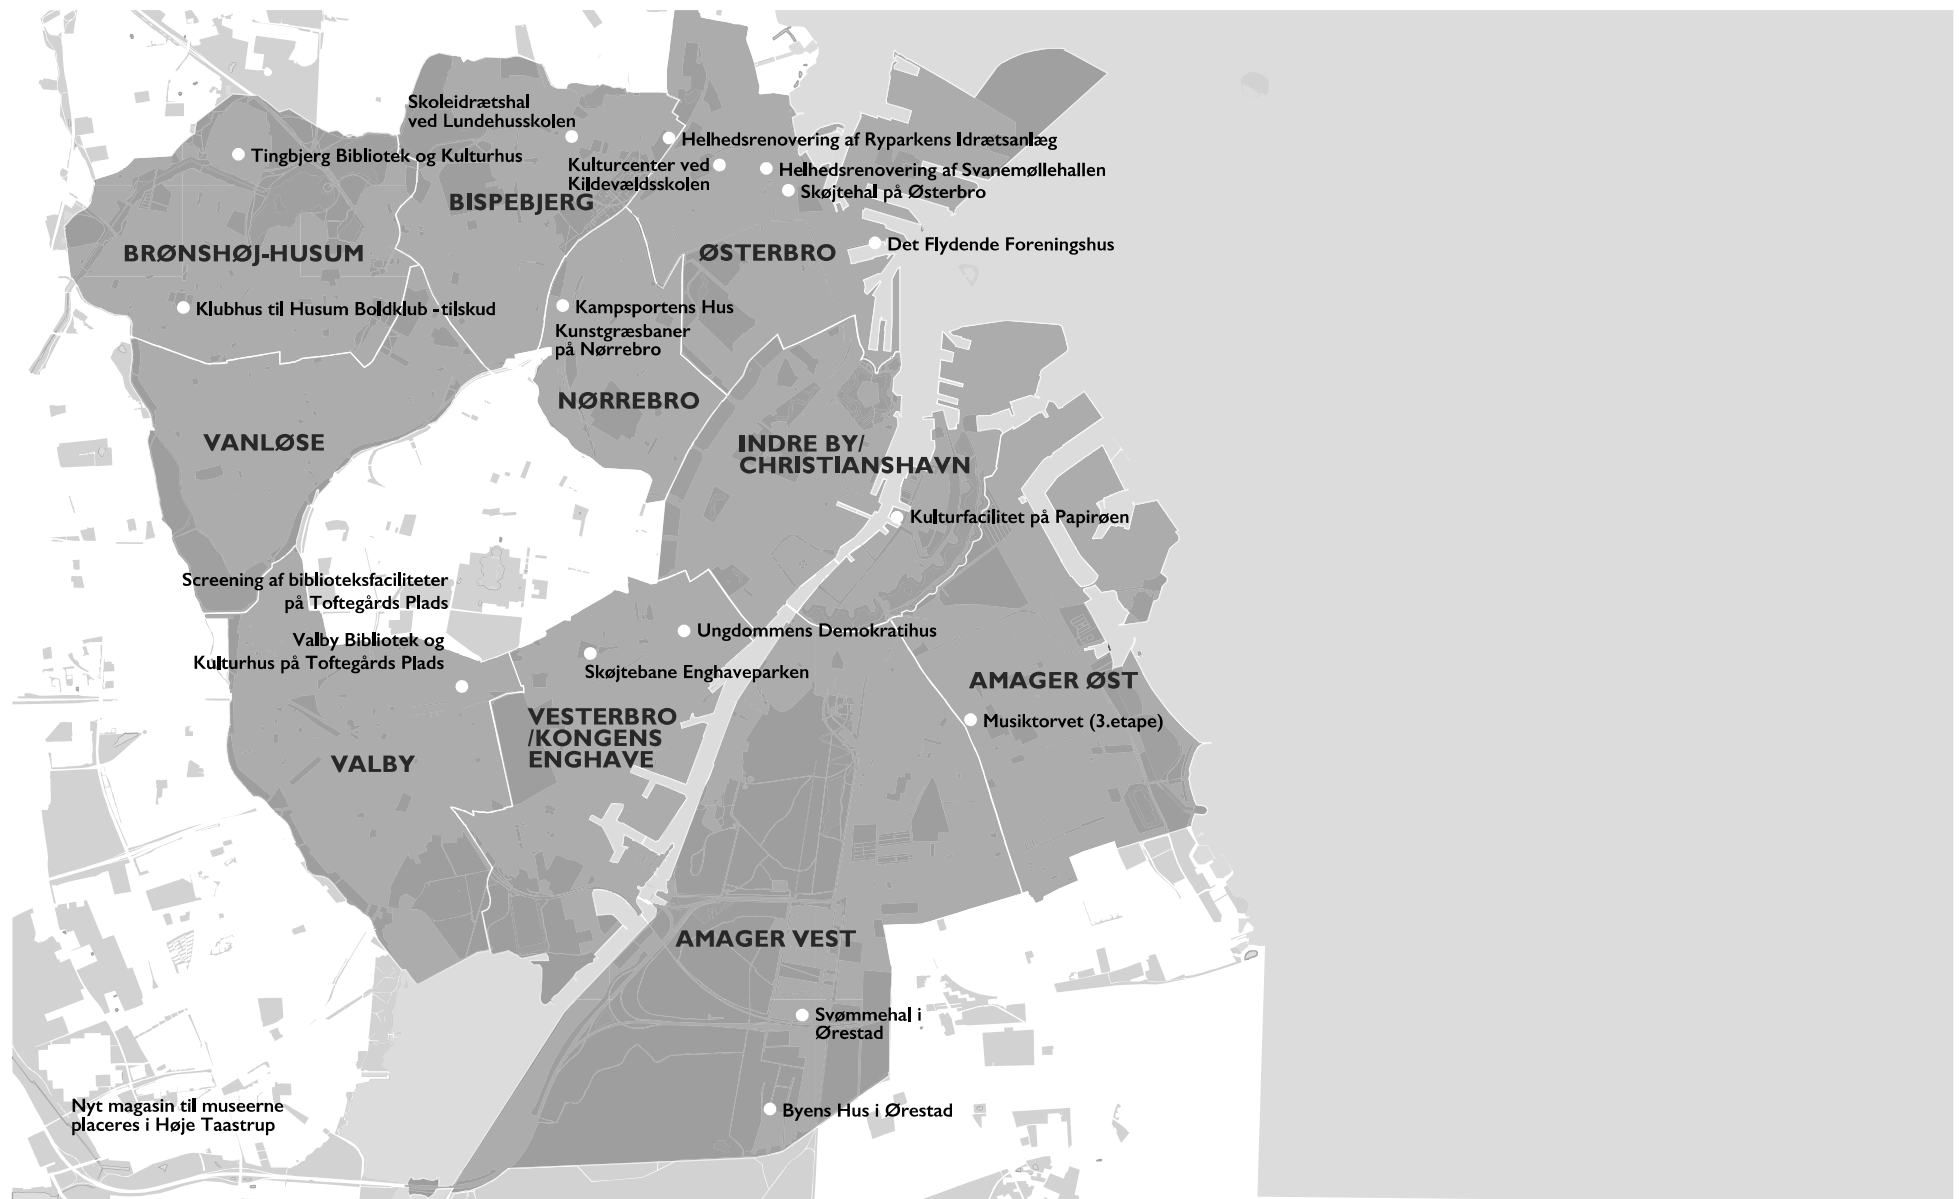 Skoleidrætshal
ved Lundehusskolen
Helhedsrenovering af Ryparkens Idrætsanlæg
Tingbjerg Bibliotek og Kulturhus
Kulturcenter ved
Kildevældsskolen
Helhedsrenovering af Svanemøllehallen
Skøjtehal på Østerbro
BISPEBJERG
BRØNSHØJ-HUSUM
ØSTERBRO
Det Flydende Foreningshus
Klubhus til Husum Boldklub -tilskud
Kampsportens Hus
Kunstgræsbaner
på Nørrebro
NØRREBRO
VANLØSE
INDRE BY/
CHRISTIANSHAVN
Kulturfacilitet på Papirøen
Screening af biblioteksfaciliteter
på Toftegårds Plads
Valby Bibliotek og
Kulturhus på Toftegårds Plads
Ungdommens Demokratihus
Skøjtebane Enghaveparken
AMAGER ØST
Musiktorvet (3.etape)
VESTERBRO
/KONGENS
ENGHAVE
VALBY
AMAGER VEST
Svømmehal i
Ørestad
Byens Hus i Ørestad
Nyt magasin til museerne
placeres i Høje Taastrup